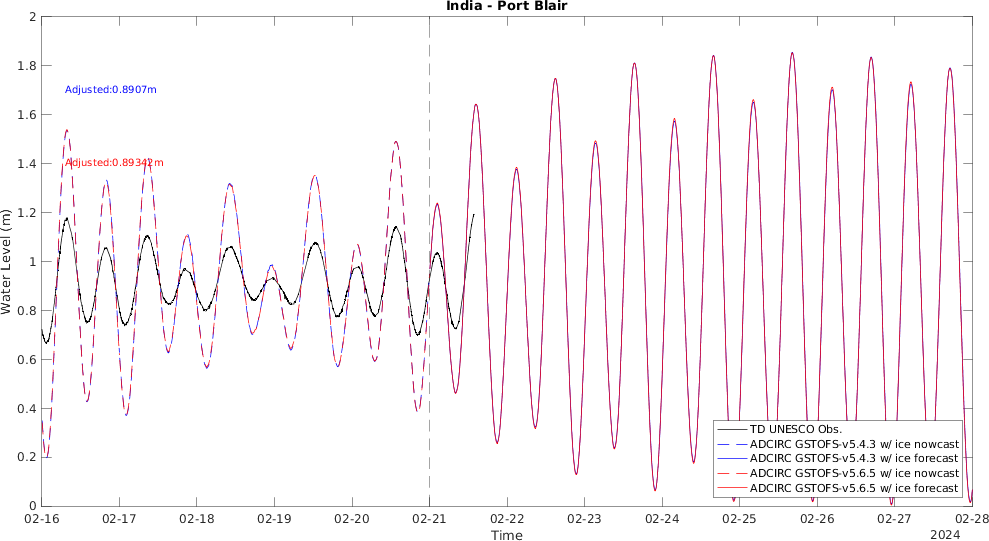 India - Port Blair
2
1.8
1.6
1.4
1.2
1
0.8
0.6
0.4
0.2
0
Water Level (m)
Adjusted:0.8907m
Adjusted:0.89342m
TD UNESCO Obs.
ADCIRC GSTOFS-v5.4.3 w/ ice nowcast
ADCIRC GSTOFS-v5.4.3 w/ ice forecast
ADCIRC GSTOFS-v5.6.5 w/ ice nowcast
ADCIRC GSTOFS-v5.6.5 w/ ice forecast
02-16 02-17 02-18 02-19 02-20 02-21 02-22 02-23 02-24 02-25 02-26 02-27 02-28
Time
2024